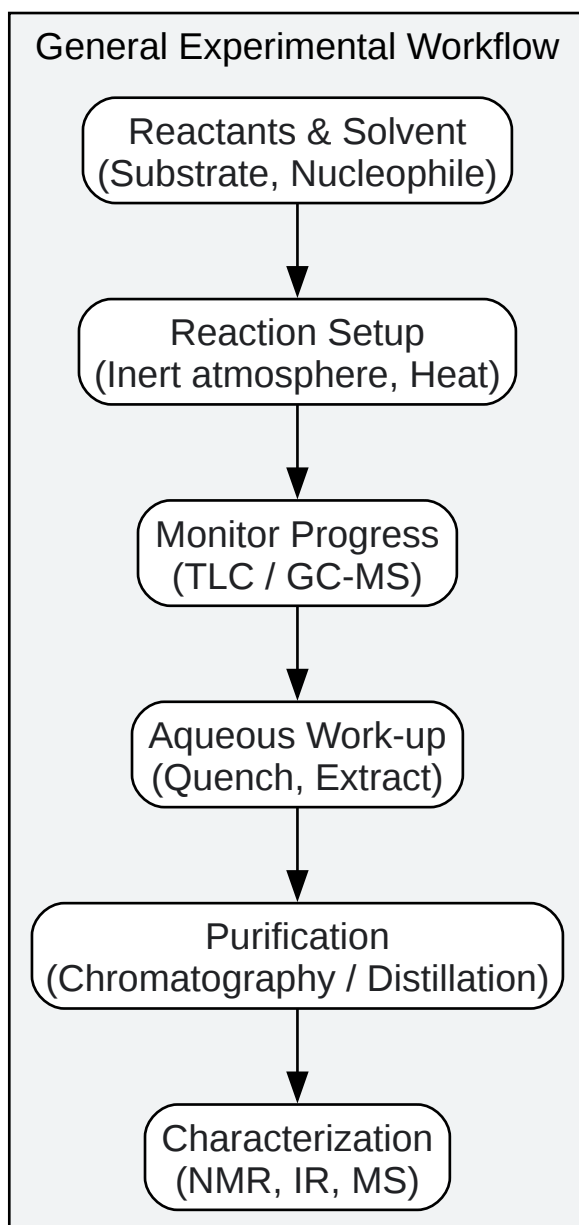 General Experimental Workflow
Reactants & Solvent
(Substrate, Nucleophile)
Reaction Setup
(Inert atmosphere, Heat)
Monitor Progress
(TLC / GC-MS)
Aqueous Work-up
(Quench, Extract)
Purification
(Chromatography / Distillation)
Characterization
(NMR, IR, MS)